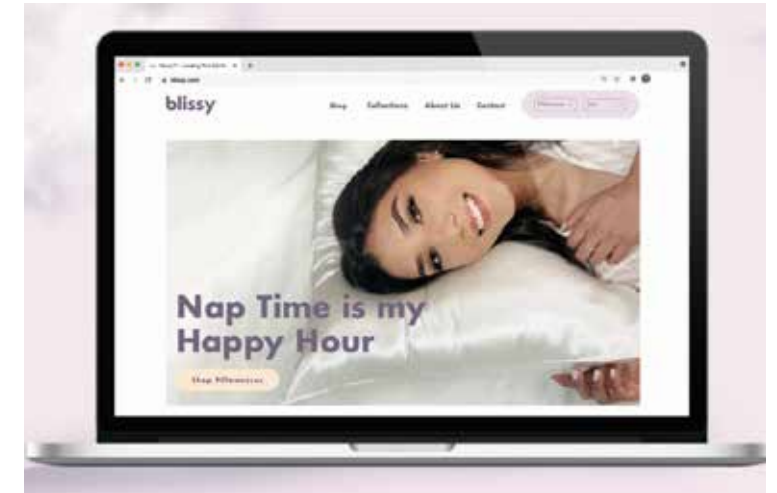 blissy
Blog Collections About Us Contact
Nap Time is my
Happy Hour
Shop Pillowcases